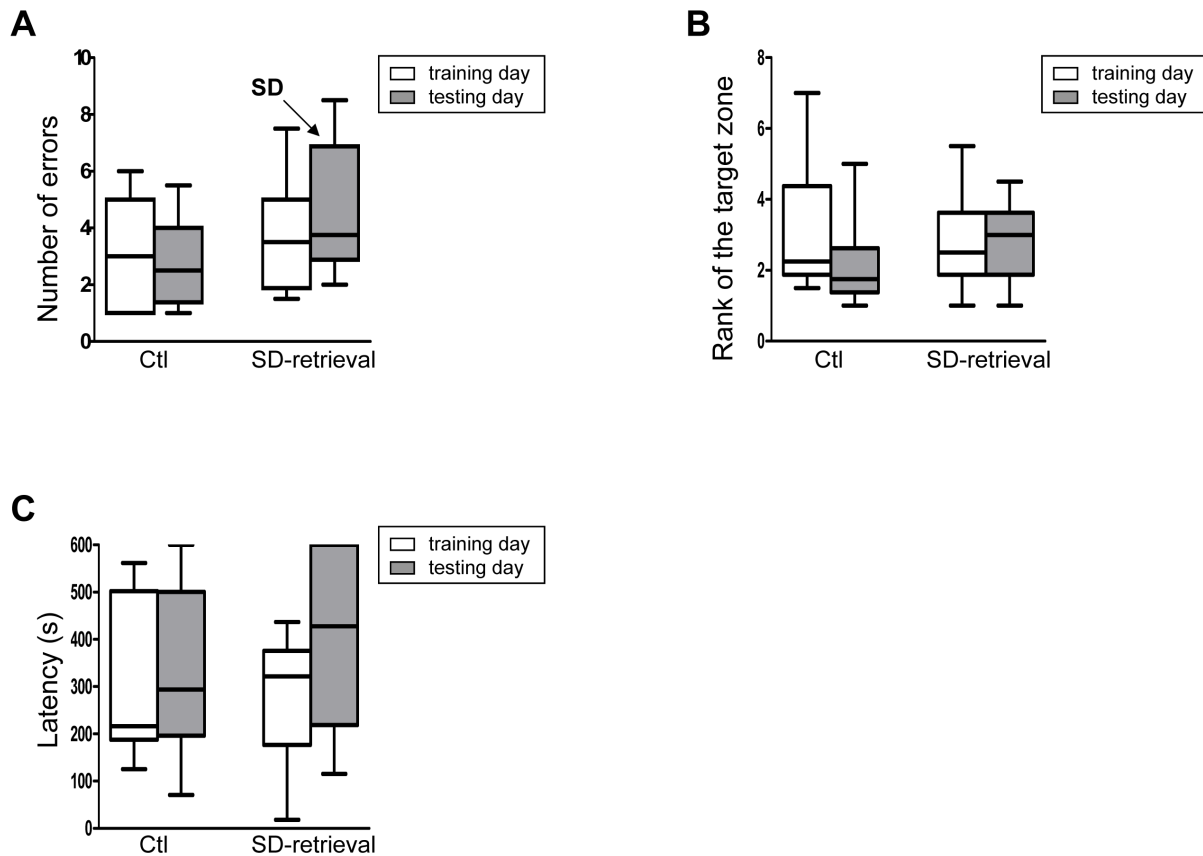 A
Number of errors
10
8
6
4
2
0
SD
training day
testing day
Ctl
SD-retrieval
B
Rank of the target zone
8
6
4
2
0
training day
testing day
Ctl
SD-retrieval
C
Latency (s)
600
500
400
300
200
100
0
training day
testing day
Ctl
SD-retrieval